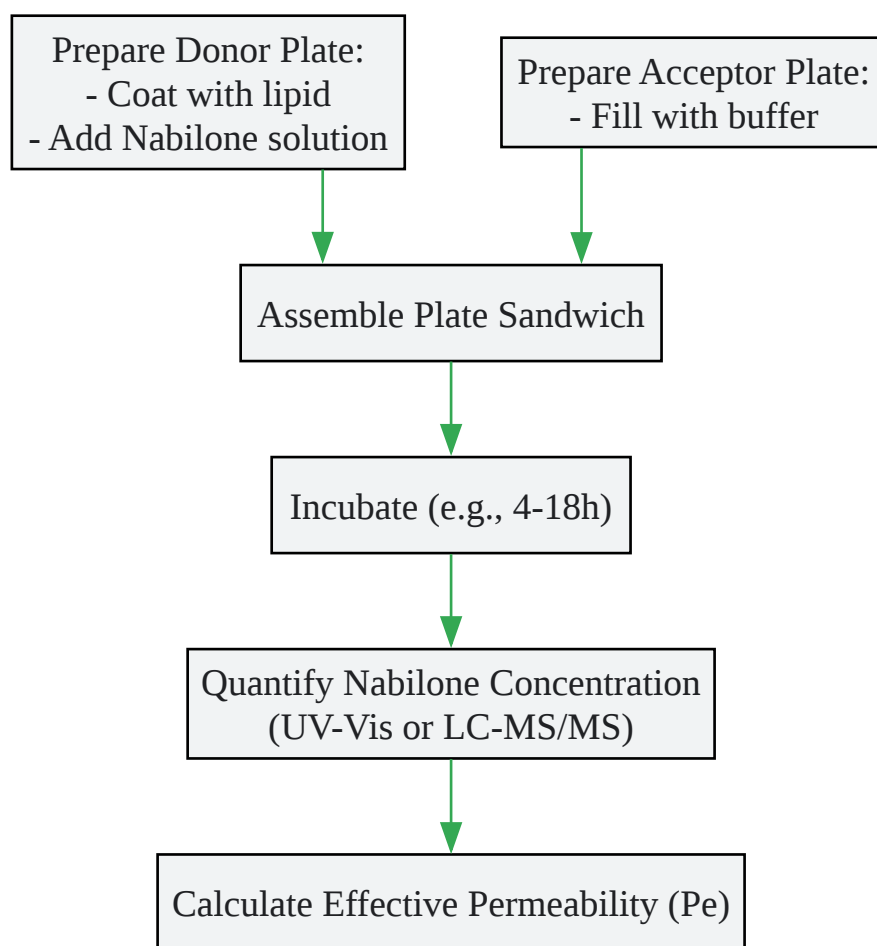 Prepare Donor Plate:
- Coat with lipid
- Add Nabilone solution
Prepare Acceptor Plate:
- Fill with buffer
Assemble Plate Sandwich
Incubate (e.g., 4-18h)
Quantify Nabilone Concentration
(UV-Vis or LC-MS/MS)
Calculate Effective Permeability (Pe)